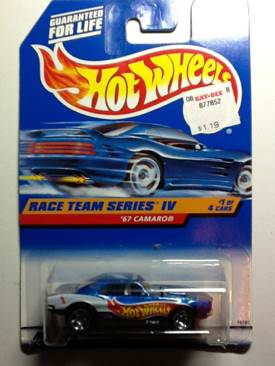 GUARANTEED
FOR LIFE
HOT WHEELS
08 KAY-BEE 8
877852
$1.19
RACE TEAM SERIES IV
'67 CAMARO®
#1 OF
4 CARS
HOT WHEELS